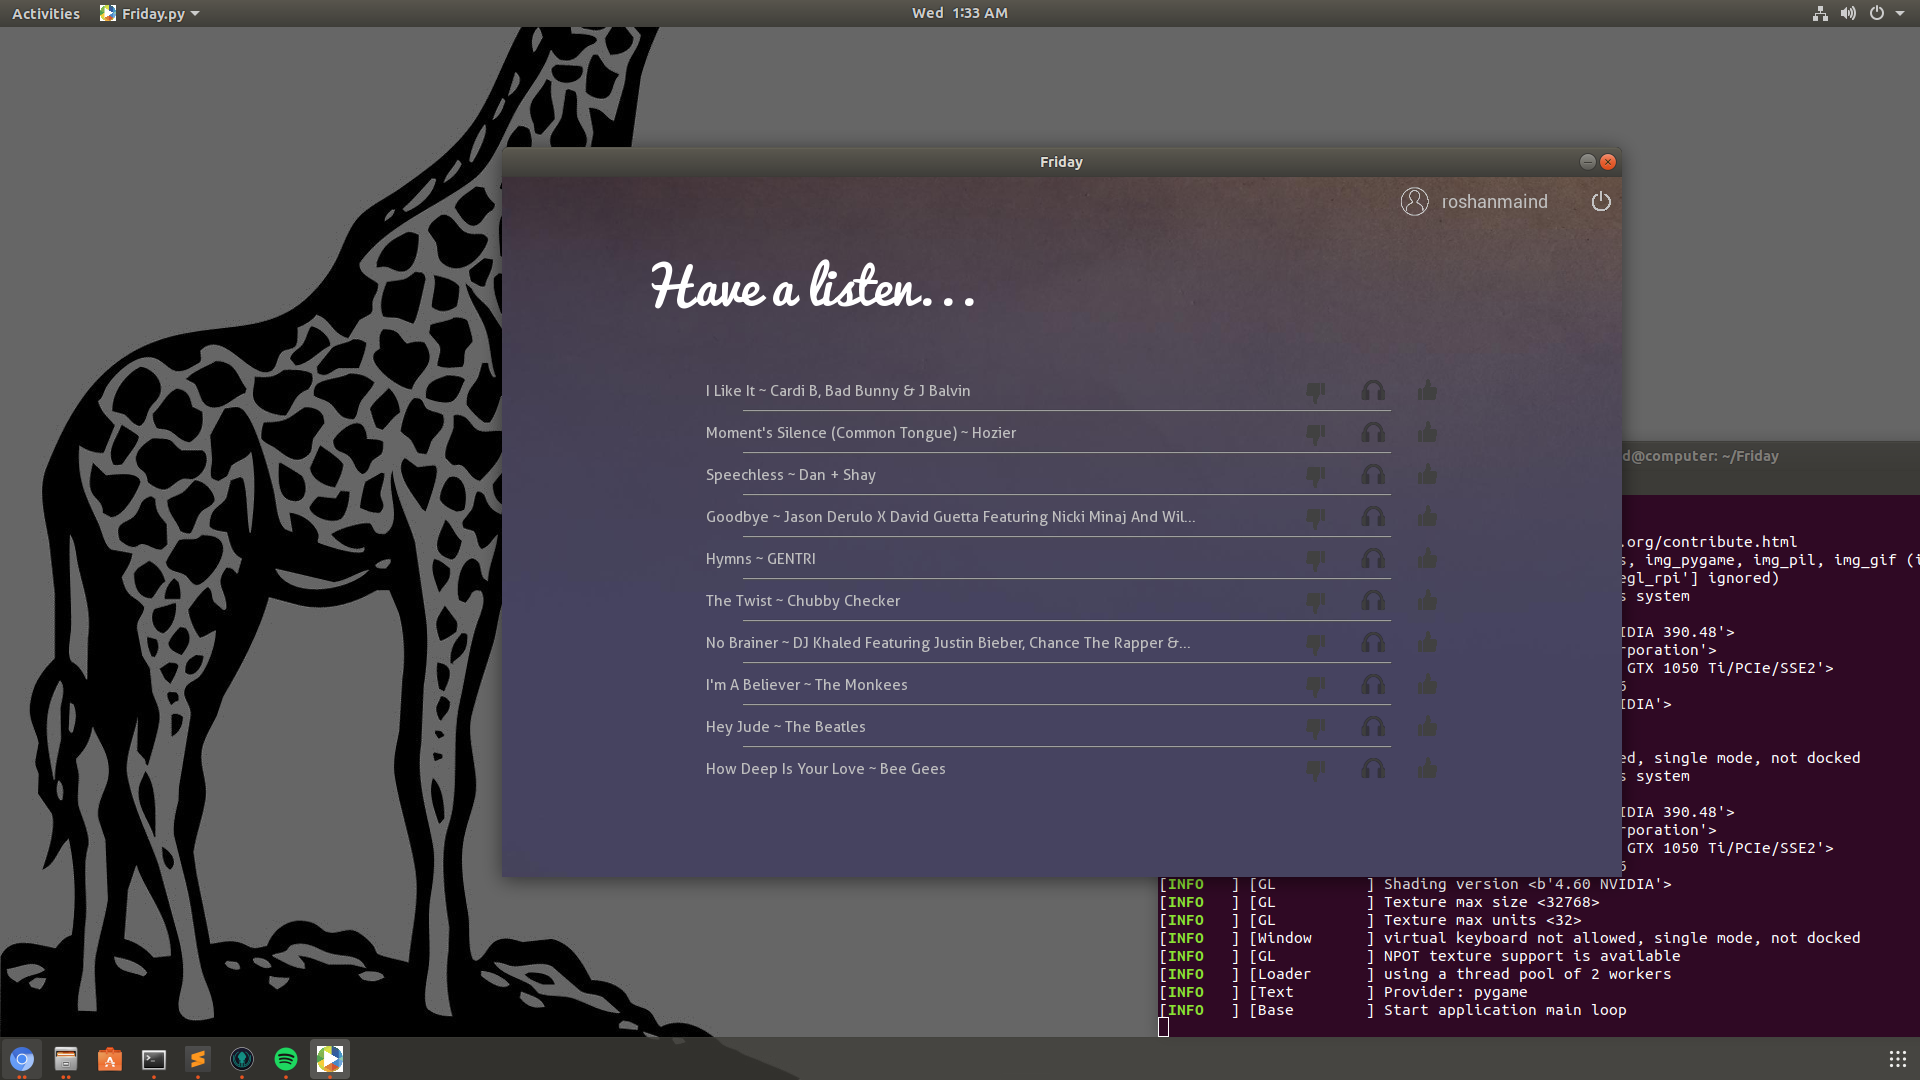 Activities
Friday.py
Wed 1:33 AM
Friday
roshanmaind
Have a listen...
I Like It ~ Cardi B, Bad Bunny & J Balvin
Moment's Silence (Common Tongue) ~ Hozier
Speechless ~ Dan + Shay
Goodbye ~ Jason Derulo X David Guetta Featuring Nicki Minaj And Wil...
Hymns ~ GENTRI
The Twist ~ Chubby Checker
No Brainer ~ DJ Khaled Featuring Justin Bieber, Chance The Rapper &...
I'm A Believer ~ The Monkees
Hey Jude ~ The Beatles
How Deep Is Your Love ~ Bee Gees
d@computer: ~/Friday
.org/contribute.html
s, img_pygame, img_pil, img_gif (i
egl_rpi'] ignored)
s system
IDIA 390.48'>
rporation'>
GTX 1050 Ti/PCIe/SSE2'>
IDIA'>
ed, single mode, not docked
s system
IDIA 390.48'>
rporation'>
GTX 1050 Ti/PCIe/SSE2'>
[INFO ] [GL ] Shading version <b'4.60 NVIDIA'>
[INFO ] [GL ] Texture max size <32768>
[INFO ] [GL ] Texture max units <32>
[INFO ] [Window ] virtual keyboard not allowed, single mode, not docked
[INFO ] [GL ] NPOT texture support is available
[INFO ] [Loader ] using a thread pool of 2 workers
[INFO ] [Text ] Provider: pygame
[INFO ] [Base ] Start application main loop